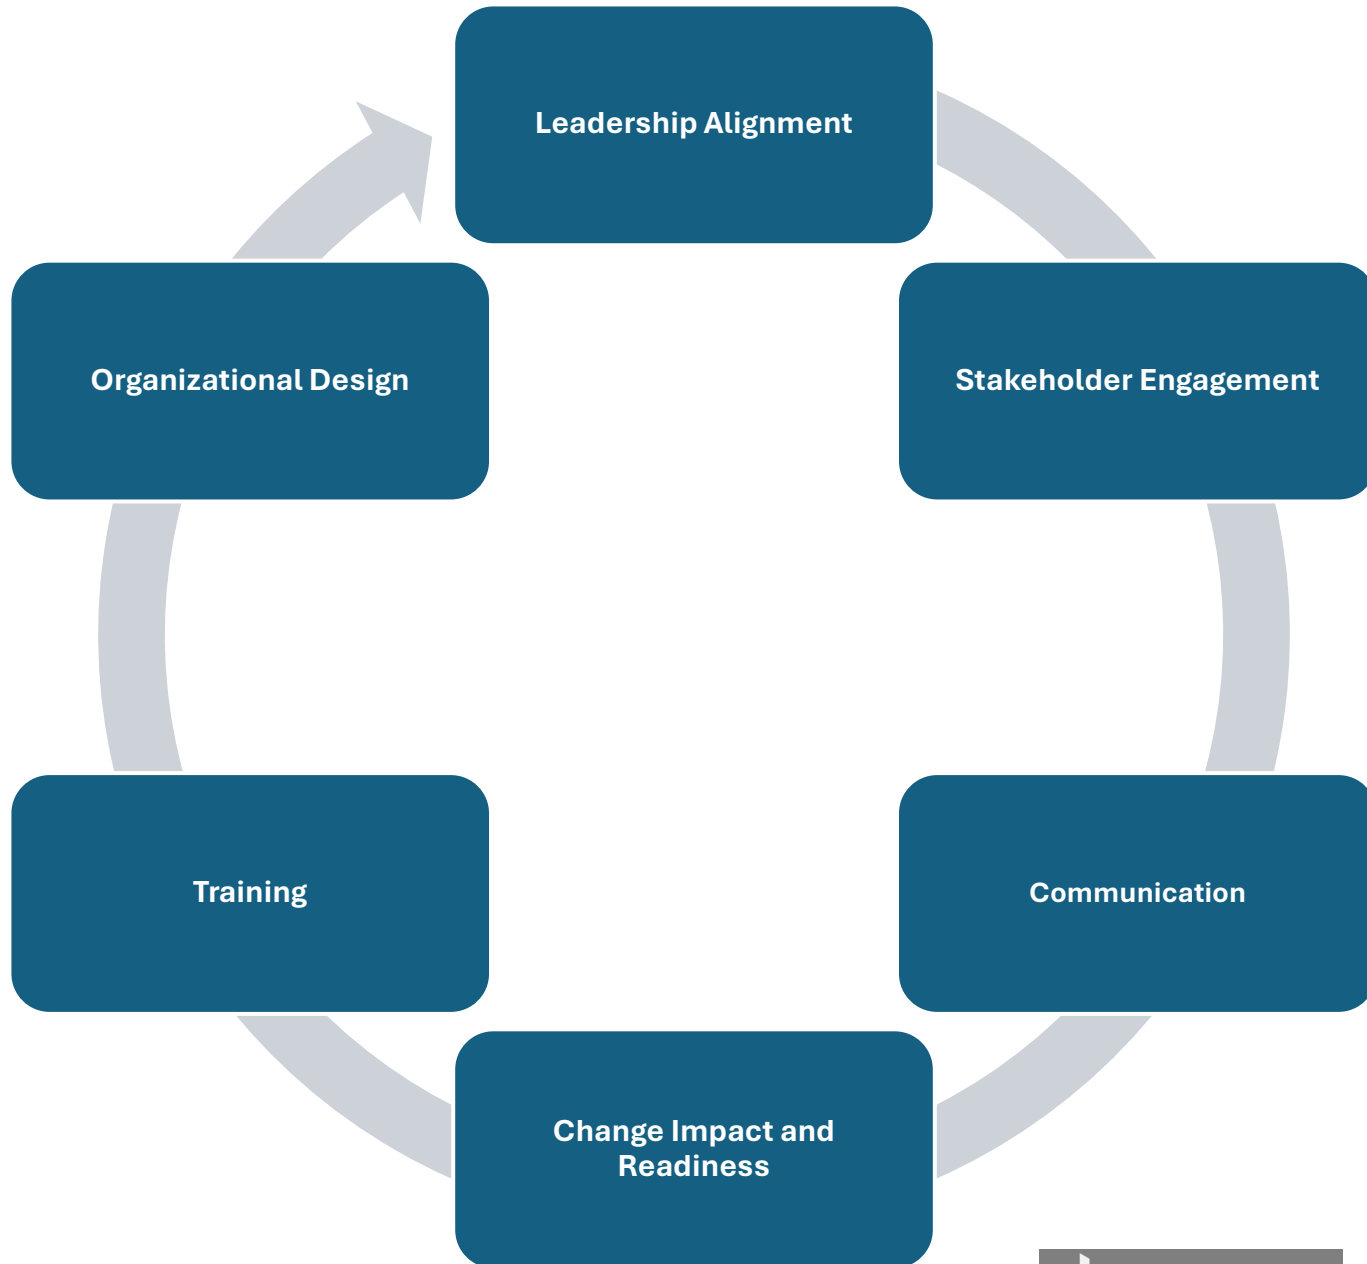 Leadership Alignment
Organizational Design
Stakeholder Engagement
Training
Communication
Change Impact and
Readiness